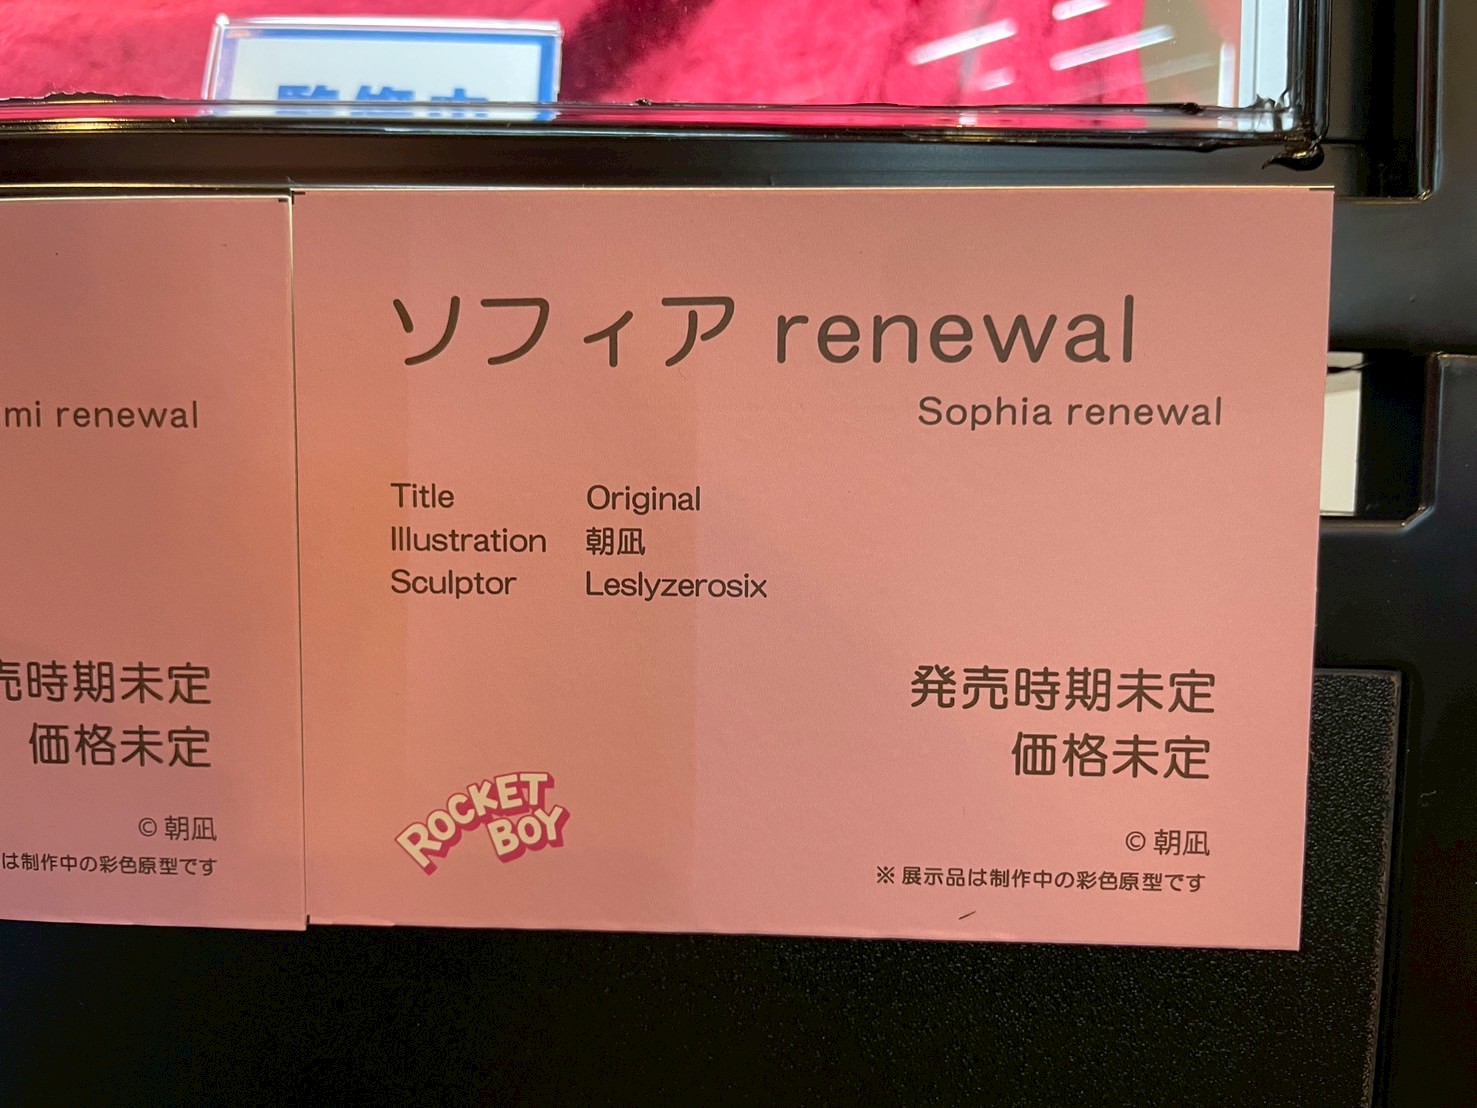 監修中
mi renewal
売時期未定
価格未定
© 朝凪
は制作中の彩色原型です
ソフィア renewal
Sophia renewal
Title Original
Illustration 朝凪
Sculptor Leslyzerosix
発売時期未定
価格未定
ROCKET
BOY
© 朝凪
※ 展示品は制作中の彩色原型です